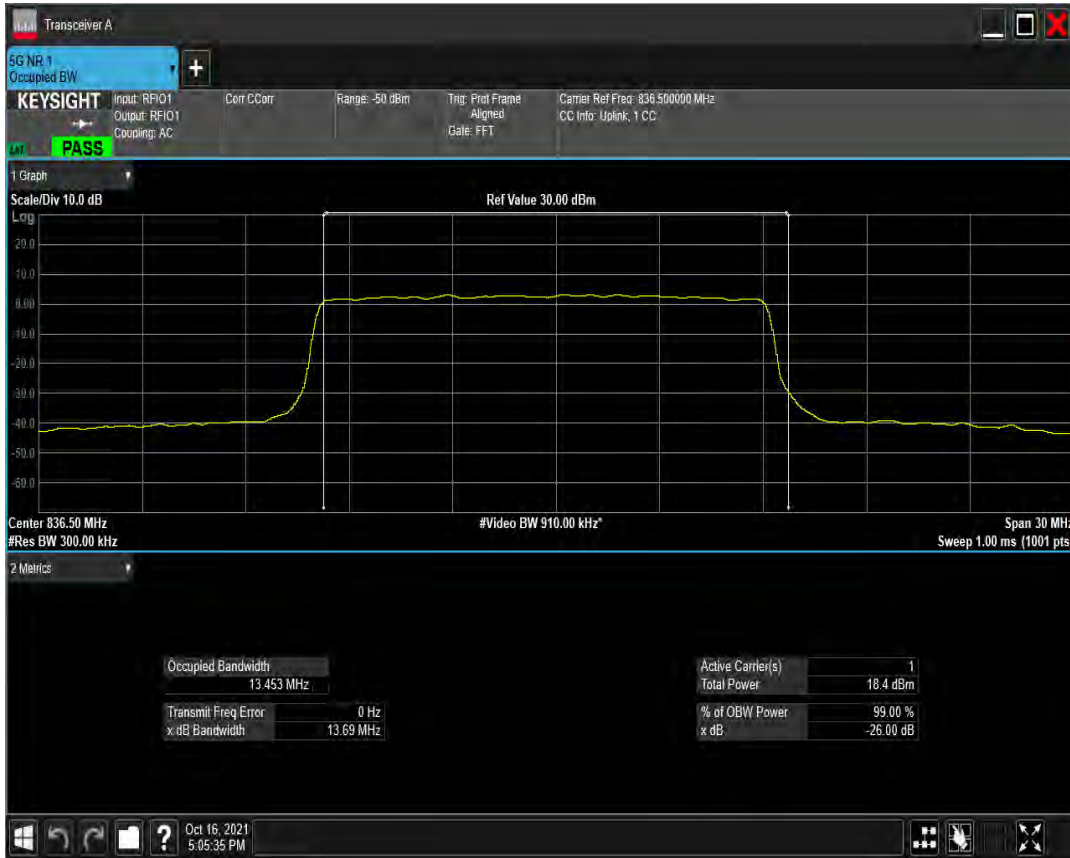 Transceiver A
5G NR 1
Occupied BW
+
KEYSIGHT
Input: RFIO1
Output: RFIO1
Coupling: AC
Corr CCorr
Range: -50 dBm
Trig: Prot Frame
Aligned
Gate: FFT
Carrier Ref Freq: 836.500000 MHz
CC Info: Uplink, 1 CC
PASS
1 Graph
Scale/Div 10.0 dB
Ref Value 30.00 dBm
Log
20.0
10.0
0.00
-10.0
-20.0
-30.0
-40.0
-50.0
-60.0
Center 836.50 MHz
#Video BW 910.00 kHz*
Span 30 MHz
#Res BW 300.00 kHz
Sweep 1.00 ms (1001 pts
2 Metrics
Occupied Bandwidth
13.453 MHz
Transmit Freq Error 0 Hz
x dB Bandwidth 13.69 MHz
Active Carrier(s) 1
Total Power 18.4 dBm
% of OBW Power 99.00 %
x dB -26.00 dB
?
Oct 16, 2021
5:05:35 PM